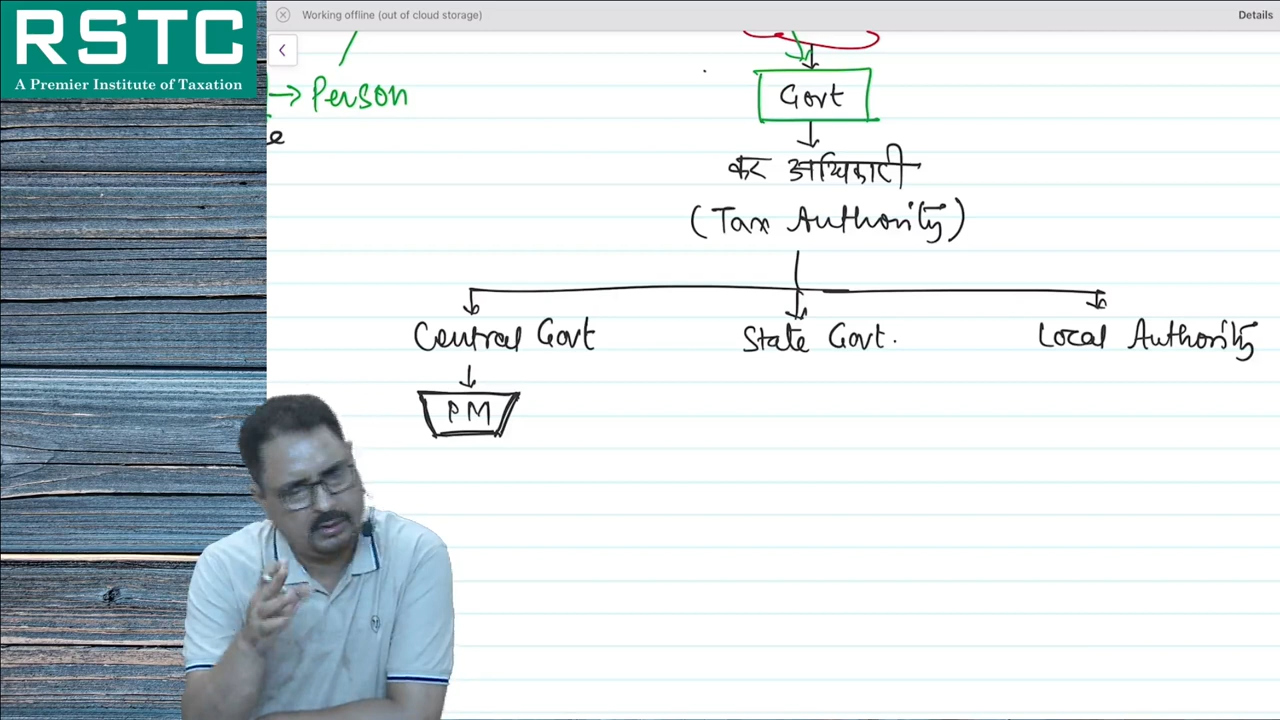 Working offline (out of cloud storage)
Details
RSTC
A Premier Institute of Taxation
→ Person
e
Govt
कर अधिकारी
(Tax Authority)
Central Govt
State Govt.
Local Authority
PM